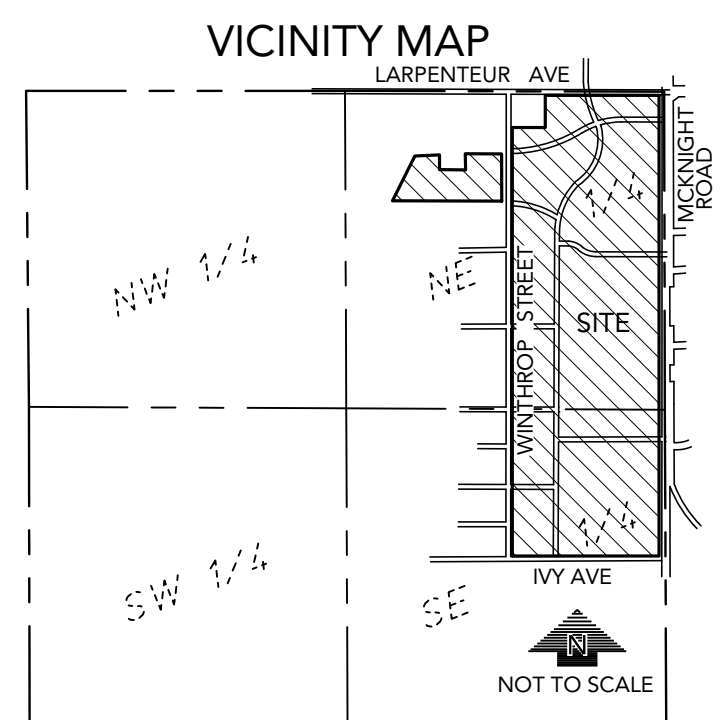 VICINITY MAP
LARPENTEUR AVE
MCKNIGHT
ROAD
1/4
NW 1/4
NE
WINTHROP STREET
SITE
1/4
SW 1/4
SE
IVY AVE
N
NOT TO SCALE